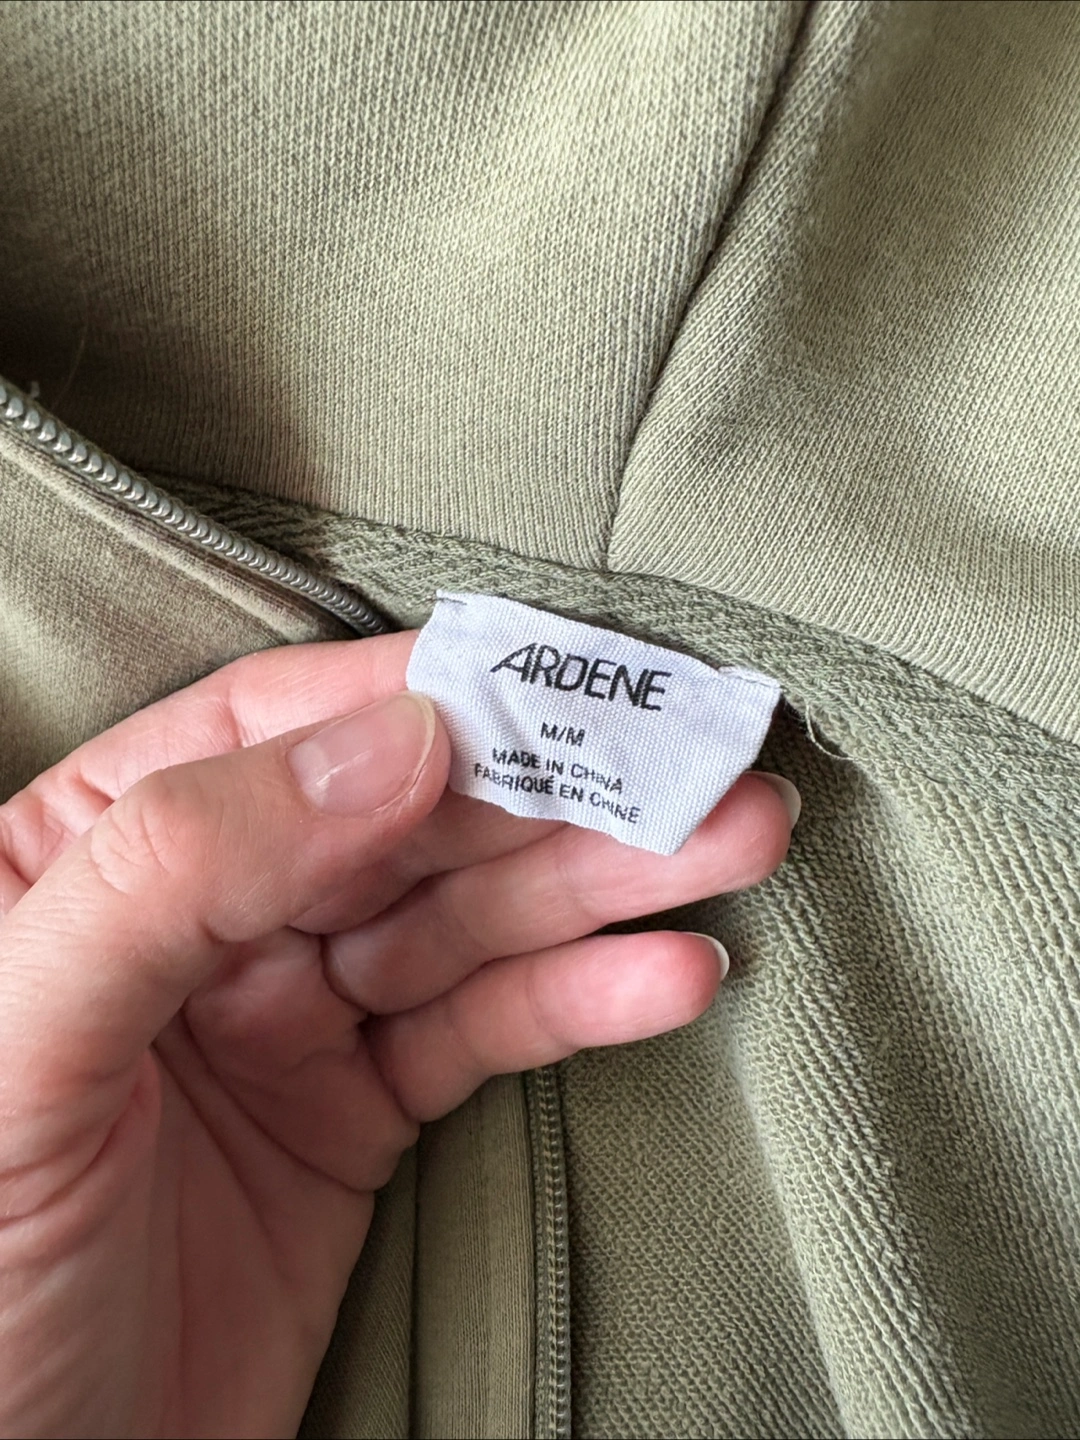 ARDENE
M/M
MADE IN CHINA
FABRIQUÉ EN CHINE